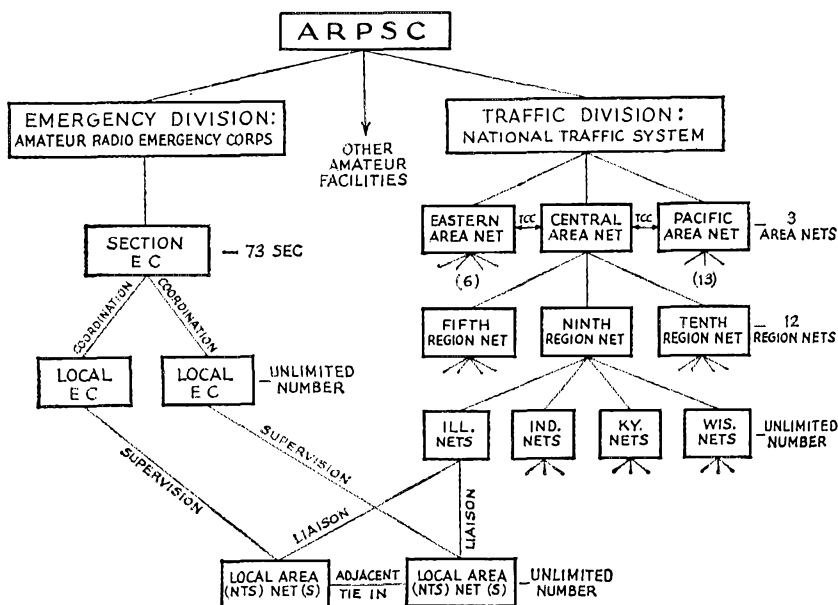 ARPSC
EMERGENCY DIVISION:
AMATEUR RADIO EMERGENCY CORPS
OTHER
AMATEUR
FACILITIES
TRAFFIC DIVISION:
NATIONAL TRAFFIC SYSTEM
SECTION
E C
73 SEC
EASTERN
AREA NET
TCC
CENTRAL
AREA NET
TCC
PACIFIC
AREA NET
3
AREA NETS
(6)
(13)
COORDINATION
COORDINATION
FIFTH
REGION NET
NINTH
REGION NET
TENTH
REGION NET
12
REGION NETS
LOCAL
E C
LOCAL
E C
UNLIMITED
NUMBER
ILL.
NETS
IND.
NETS
KY.
NETS
WIS.
NETS
UNLIMITED
NUMBER
SUPERVISION
SUPERVISION
LIAISON
LIAISON
LOCAL AREA
(NTS) NET (S)
ADJACENT
TIE IN
LOCAL AREA
(NTS) NET (S)
UNLIMITED
NUMBER